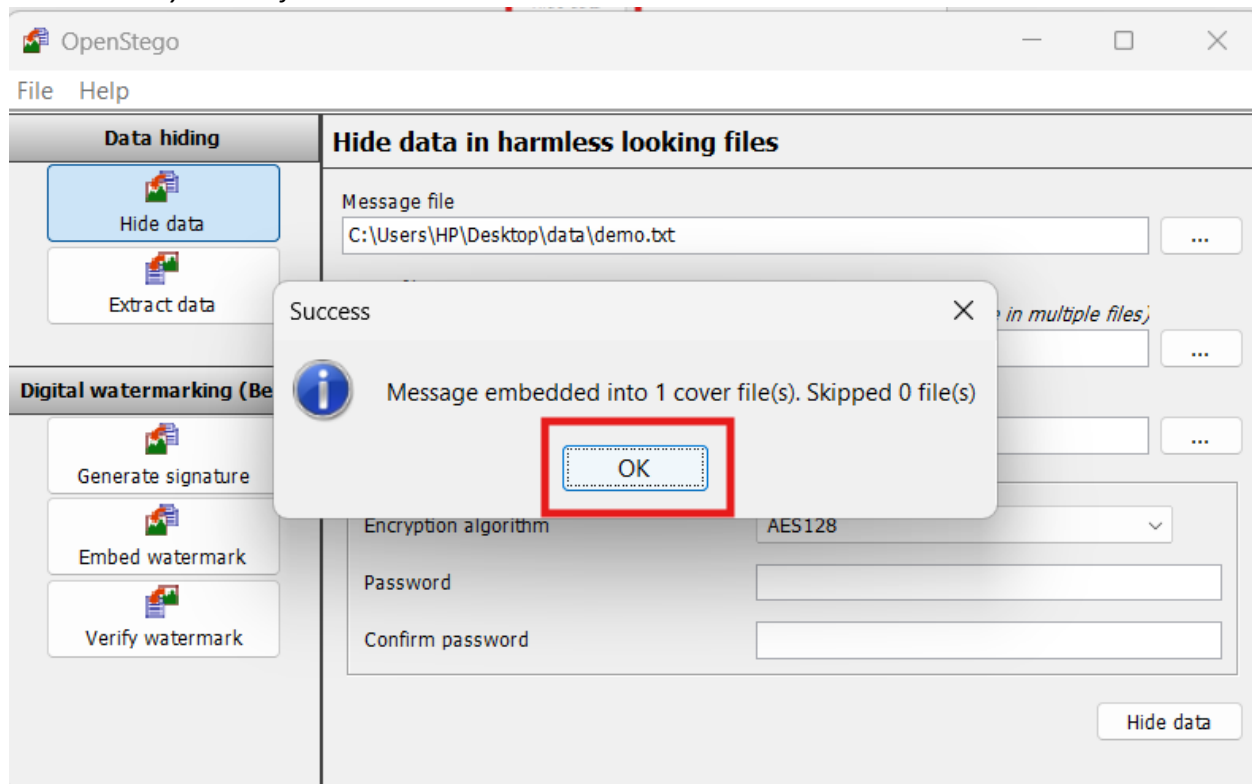 OpenStego
File Help
Data hiding
Hide data in harmless looking files
Hide data
Message file
C:\Users\HP\Desktop\data\demo.txt
...
Extract data
Success
in multiple files)
...
Message embedded into 1 cover file(s). Skipped 0 file(s)
Digital watermarking (Be
OK
...
Generate signature
Encryption algorithm
AES128
Embed watermark
Password
Verify watermark
Confirm password
Hide data